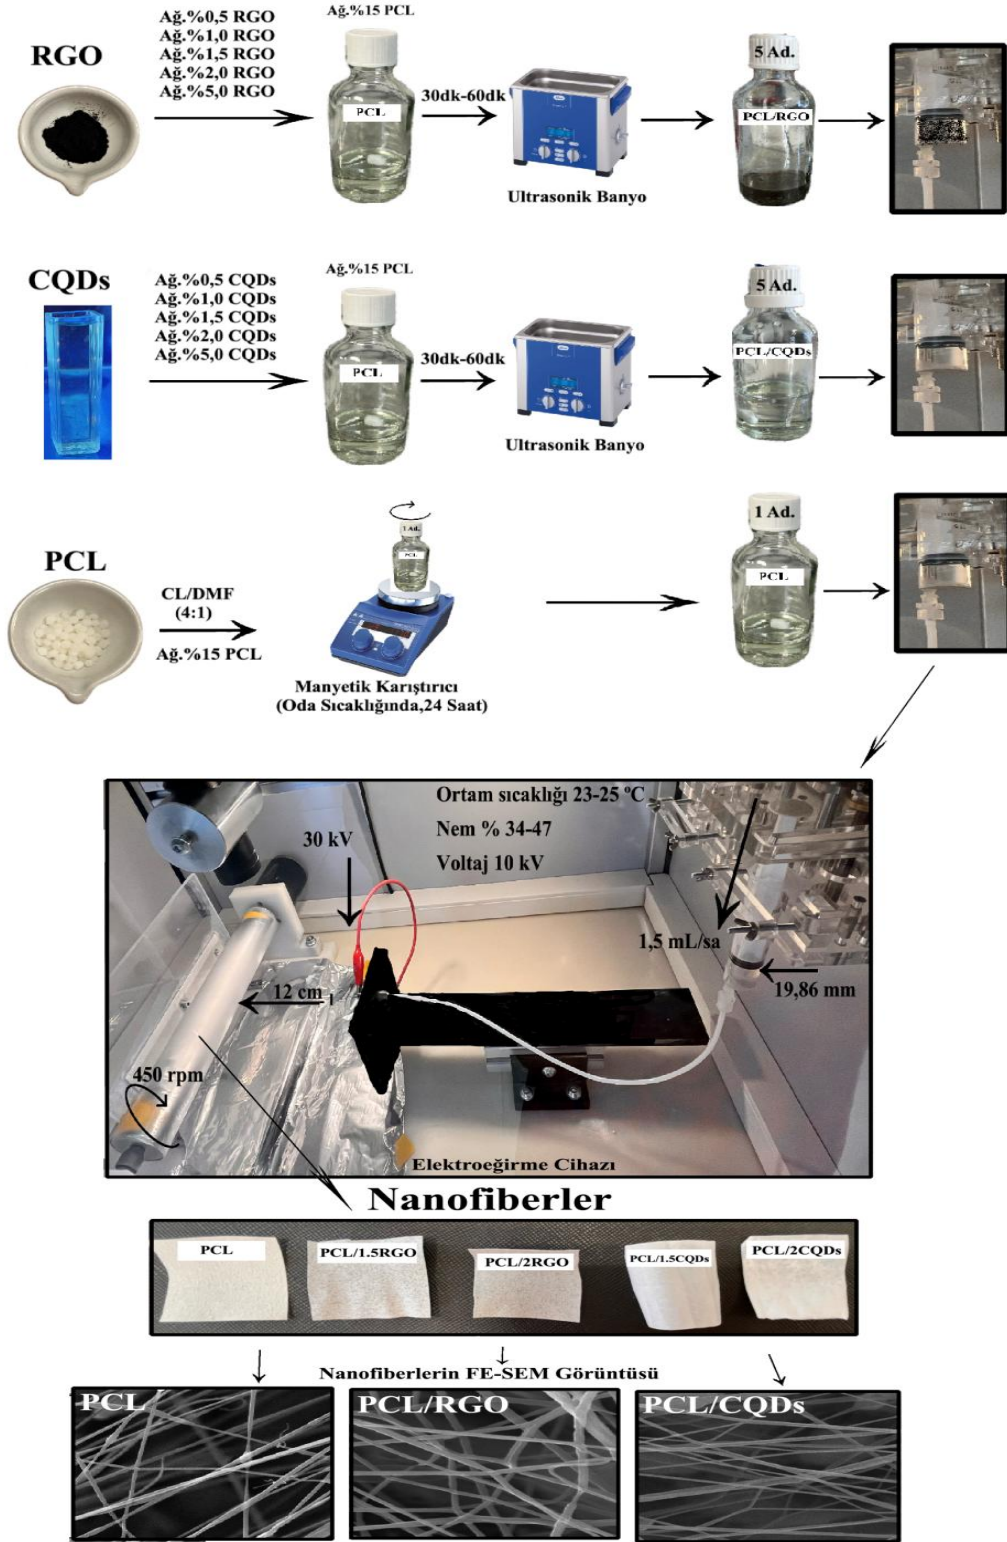 Ağ.%0,5 RGO
Ağ.%1,0 RGO
Ağ.%1,5 RGO
Ağ.%2,0 RGO
Ağ.%5,0 RGO
RGO
Ağ.%15 PCL
PCL
30dk-60dk
Ultrasonik Banyo
5 Ad.
PCL/RGO
CQDs
Ağ.%0,5 CQDs
Ağ.%1,0 CQDs
Ağ.%1,5 CQDs
Ağ.%2,0 CQDs
Ağ.%5,0 CQDs
Ağ.%15 PCL
PCL
30dk-60dk
Ultrasonik Banyo
5 Ad.
PCL/CQDs
PCL
CL/DMF
(4:1)
Ağ.%15 PCL
1 Ad.
PCL
Manyetik Karıştırıcı
(Oda Sıcaklığında,24 Saat)
1 Ad.
PCL
Ortam sıcaklığı 23-25 °C
Nem % 34-47
Voltaj 10 kV
30 kV
1,5 mL/sa
19,86 mm
12 cm
450 rpm
Elektroeğirme Cihazı
Nanofiberler
PCL
PCL/1.5RGO
PCL/2RGO
PCL/1.5CQDs
PCL/2CQDs
Nanofiberlerin FE-SEM Görüntüsü
PCL
PCL/RGO
PCL/CQDs